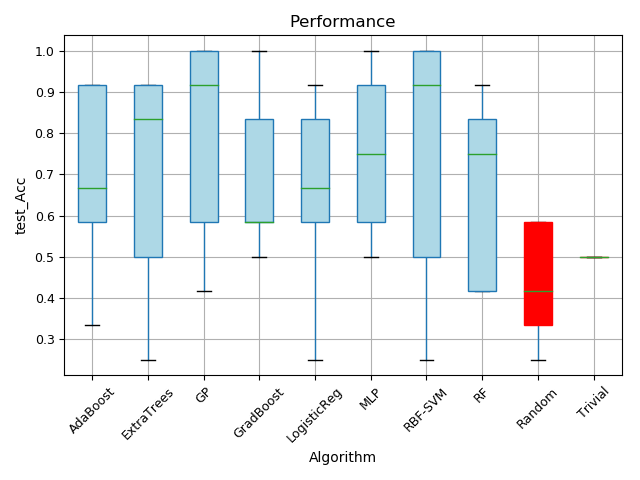 Performance
test_Acc
1.0
0.9
0.8
0.7
0.6
0.5
0.4
0.3
AdaBoost
ExtraTrees
GP
GradBoost
LogisticReg
MLP
RBF-SVM
RF
Random
Trivial
Algorithm